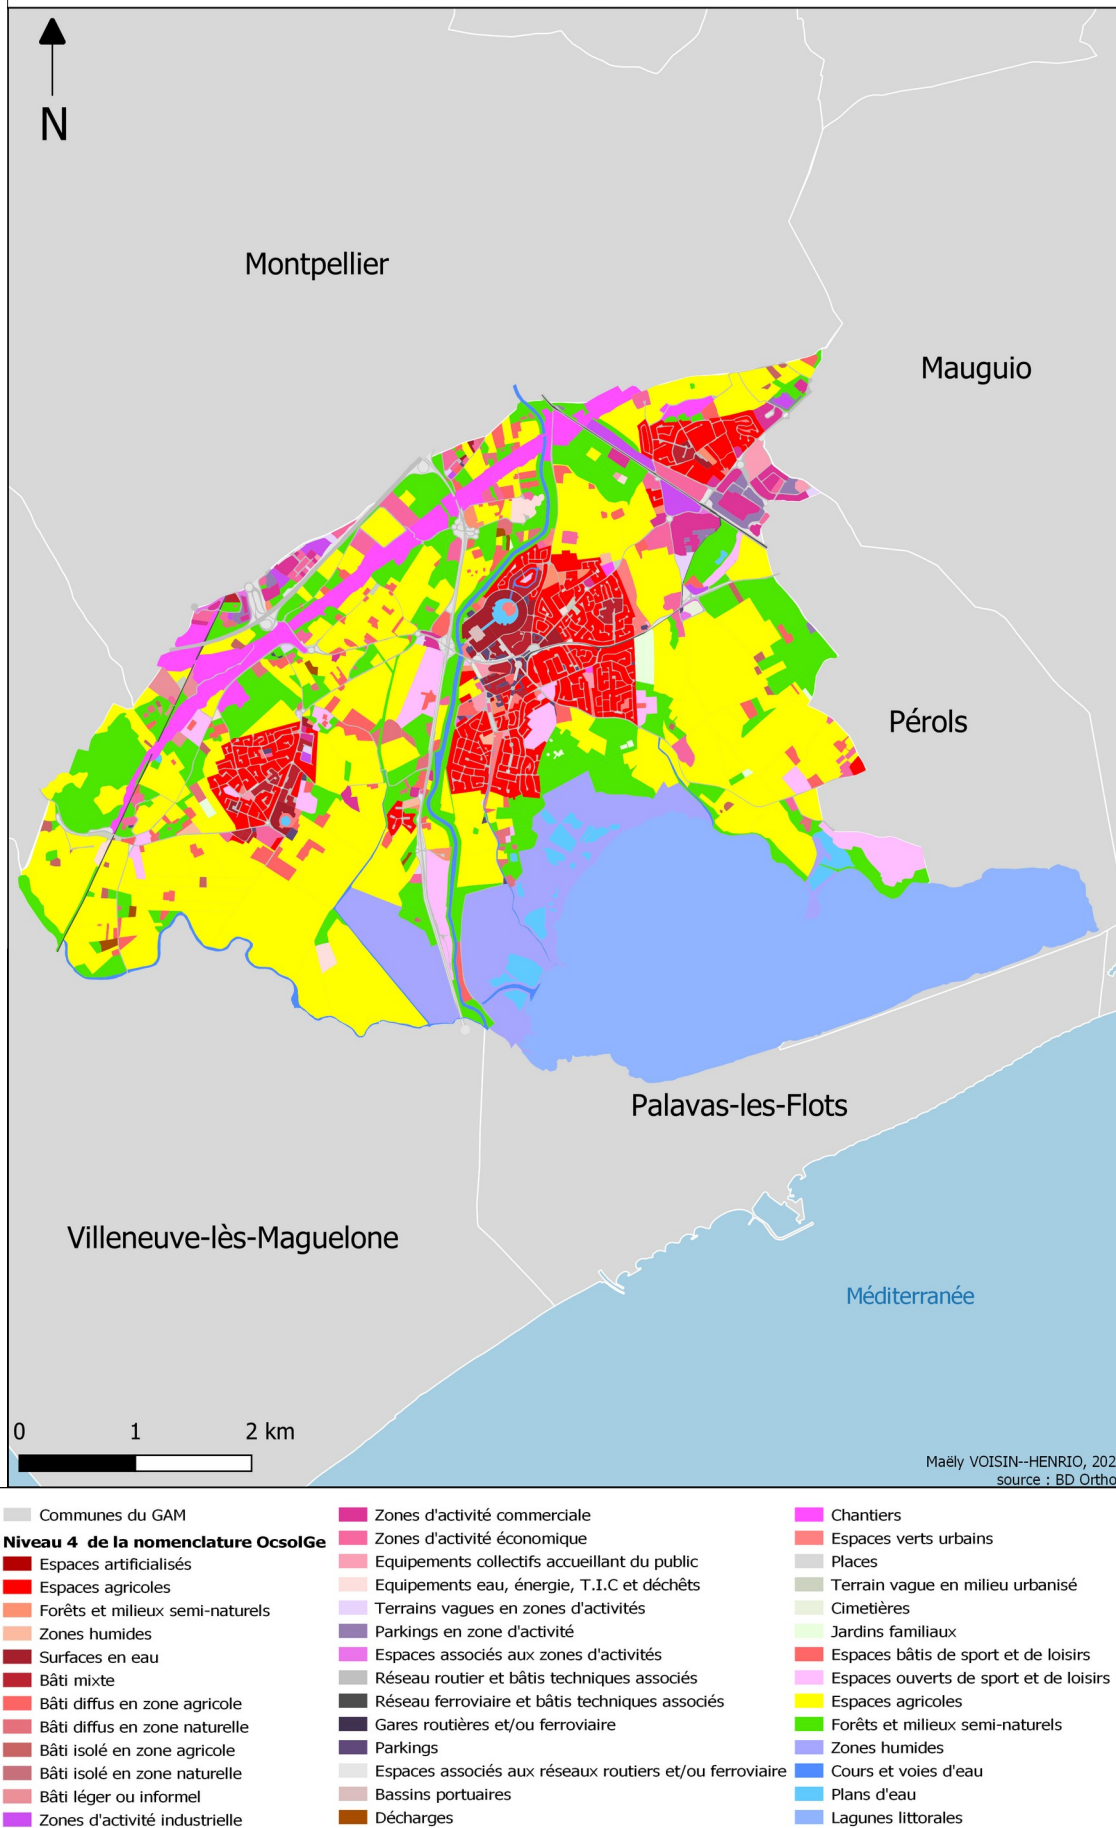 N
Montpellier
Mauguio
Pérols
Palavas-les-Flots
Villeneuve-lès-Maguelone
Méditerranée
0 1 2 km
Maëly VOISIN--HENRIO, 202
source : BD Ortho
Communes du GAM
Niveau 4 de la nomenclature OcsolGe
Espaces artificialisés
Espaces agricoles
Forêts et milieux semi-naturels
Zones humides
Surfaces en eau
Bâti mixte
Bâti diffus en zone agricole
Bâti diffus en zone naturelle
Bâti isolé en zone agricole
Bâti isolé en zone naturelle
Bâti léger ou informel
Zones d'activité industrielle
Zones d'activité commerciale
Zones d'activité économique
Equipements collectifs accueillant du public
Equipements eau, énergie, T.I.C et déchêts
Terrains vagues en zones d'activités
Parkings en zone d'activité
Espaces associés aux zones d'activités
Réseau routier et bâtis techniques associés
Réseau ferroviaire et bâtis techniques associés
Gares routières et/ou ferroviaire
Parkings
Espaces associés aux réseaux routiers et/ou ferroviaire
Bassins portuaires
Décharges
Chantiers
Espaces verts urbains
Places
Terrain vague en milieu urbanisé
Cimetières
Jardins familiaux
Espaces bâtis de sport et de loisirs
Espaces ouverts de sport et de loisirs
Espaces agricoles
Forêts et milieux semi-naturels
Zones humides
Cours et voies d'eau
Plans d'eau
Lagunes littorales